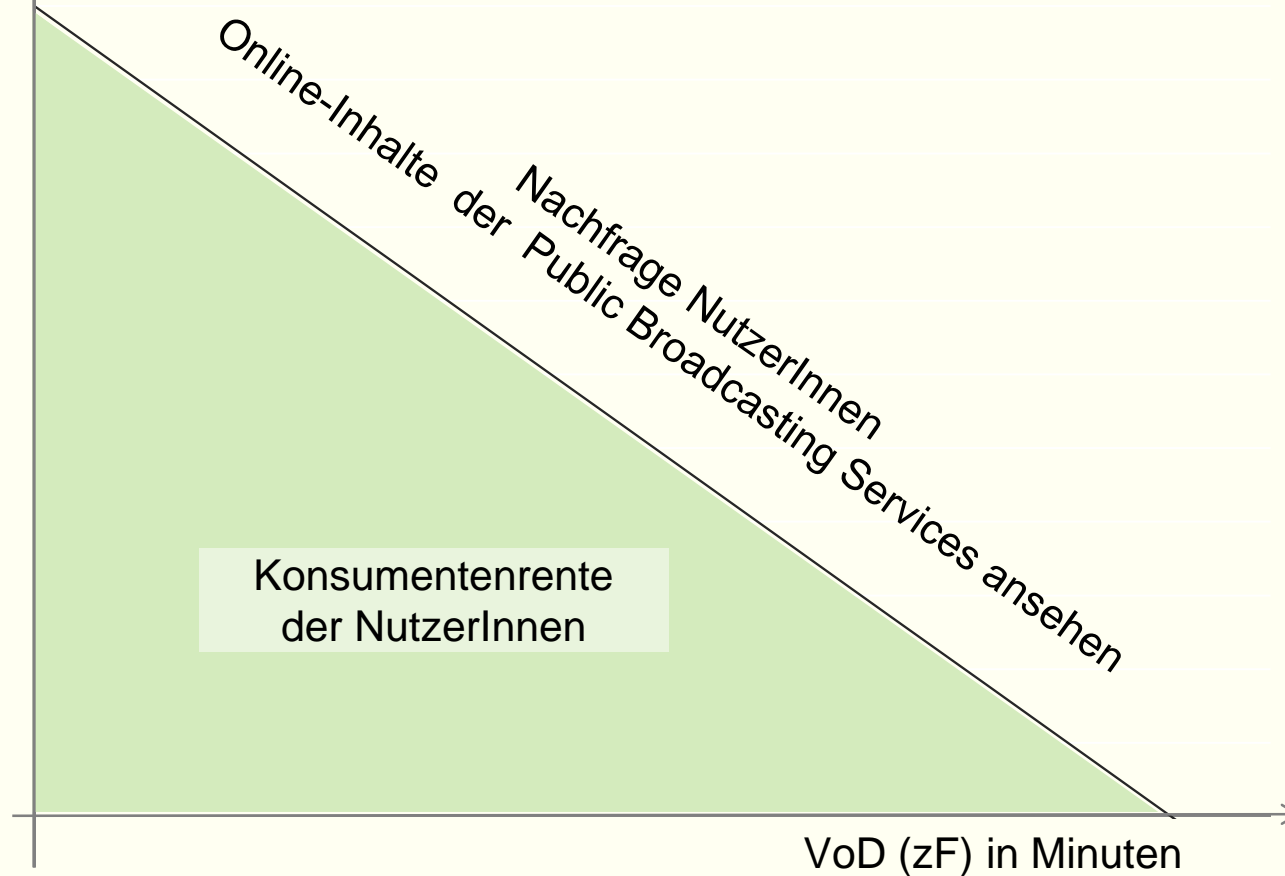 Nachfrage NutzerInnen
Online-Inhalte der Public Broadcasting Services ansehen
Konsumentenrente
der NutzerInnen
VoD (zF) in Minuten